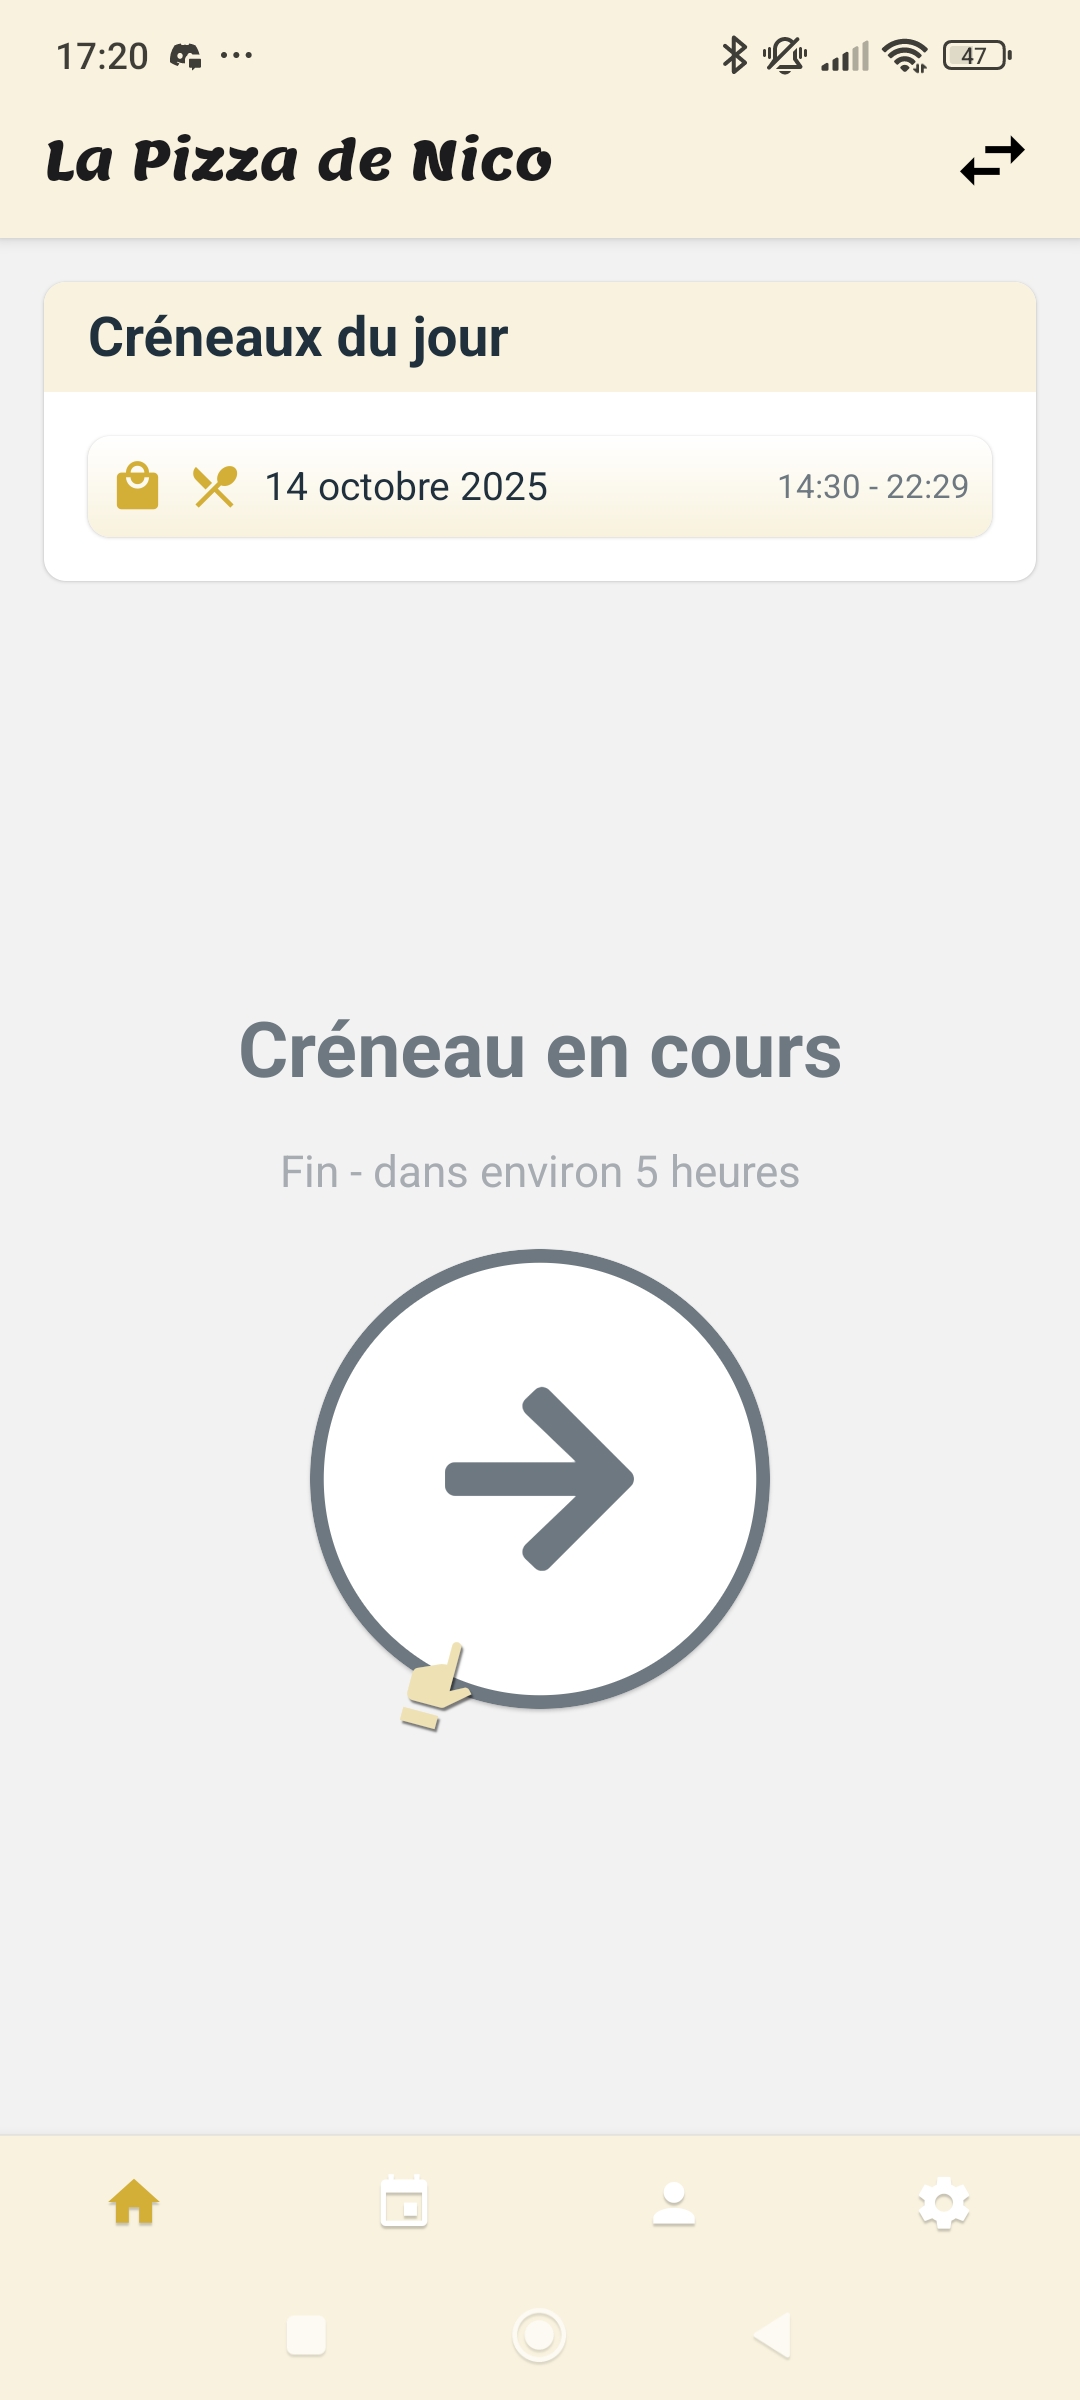 17:20
47
La Pizza de Nico
Créneaux du jour
14 octobre 2025 14:30 - 22:29
Créneau en cours
Fin - dans environ 5 heures